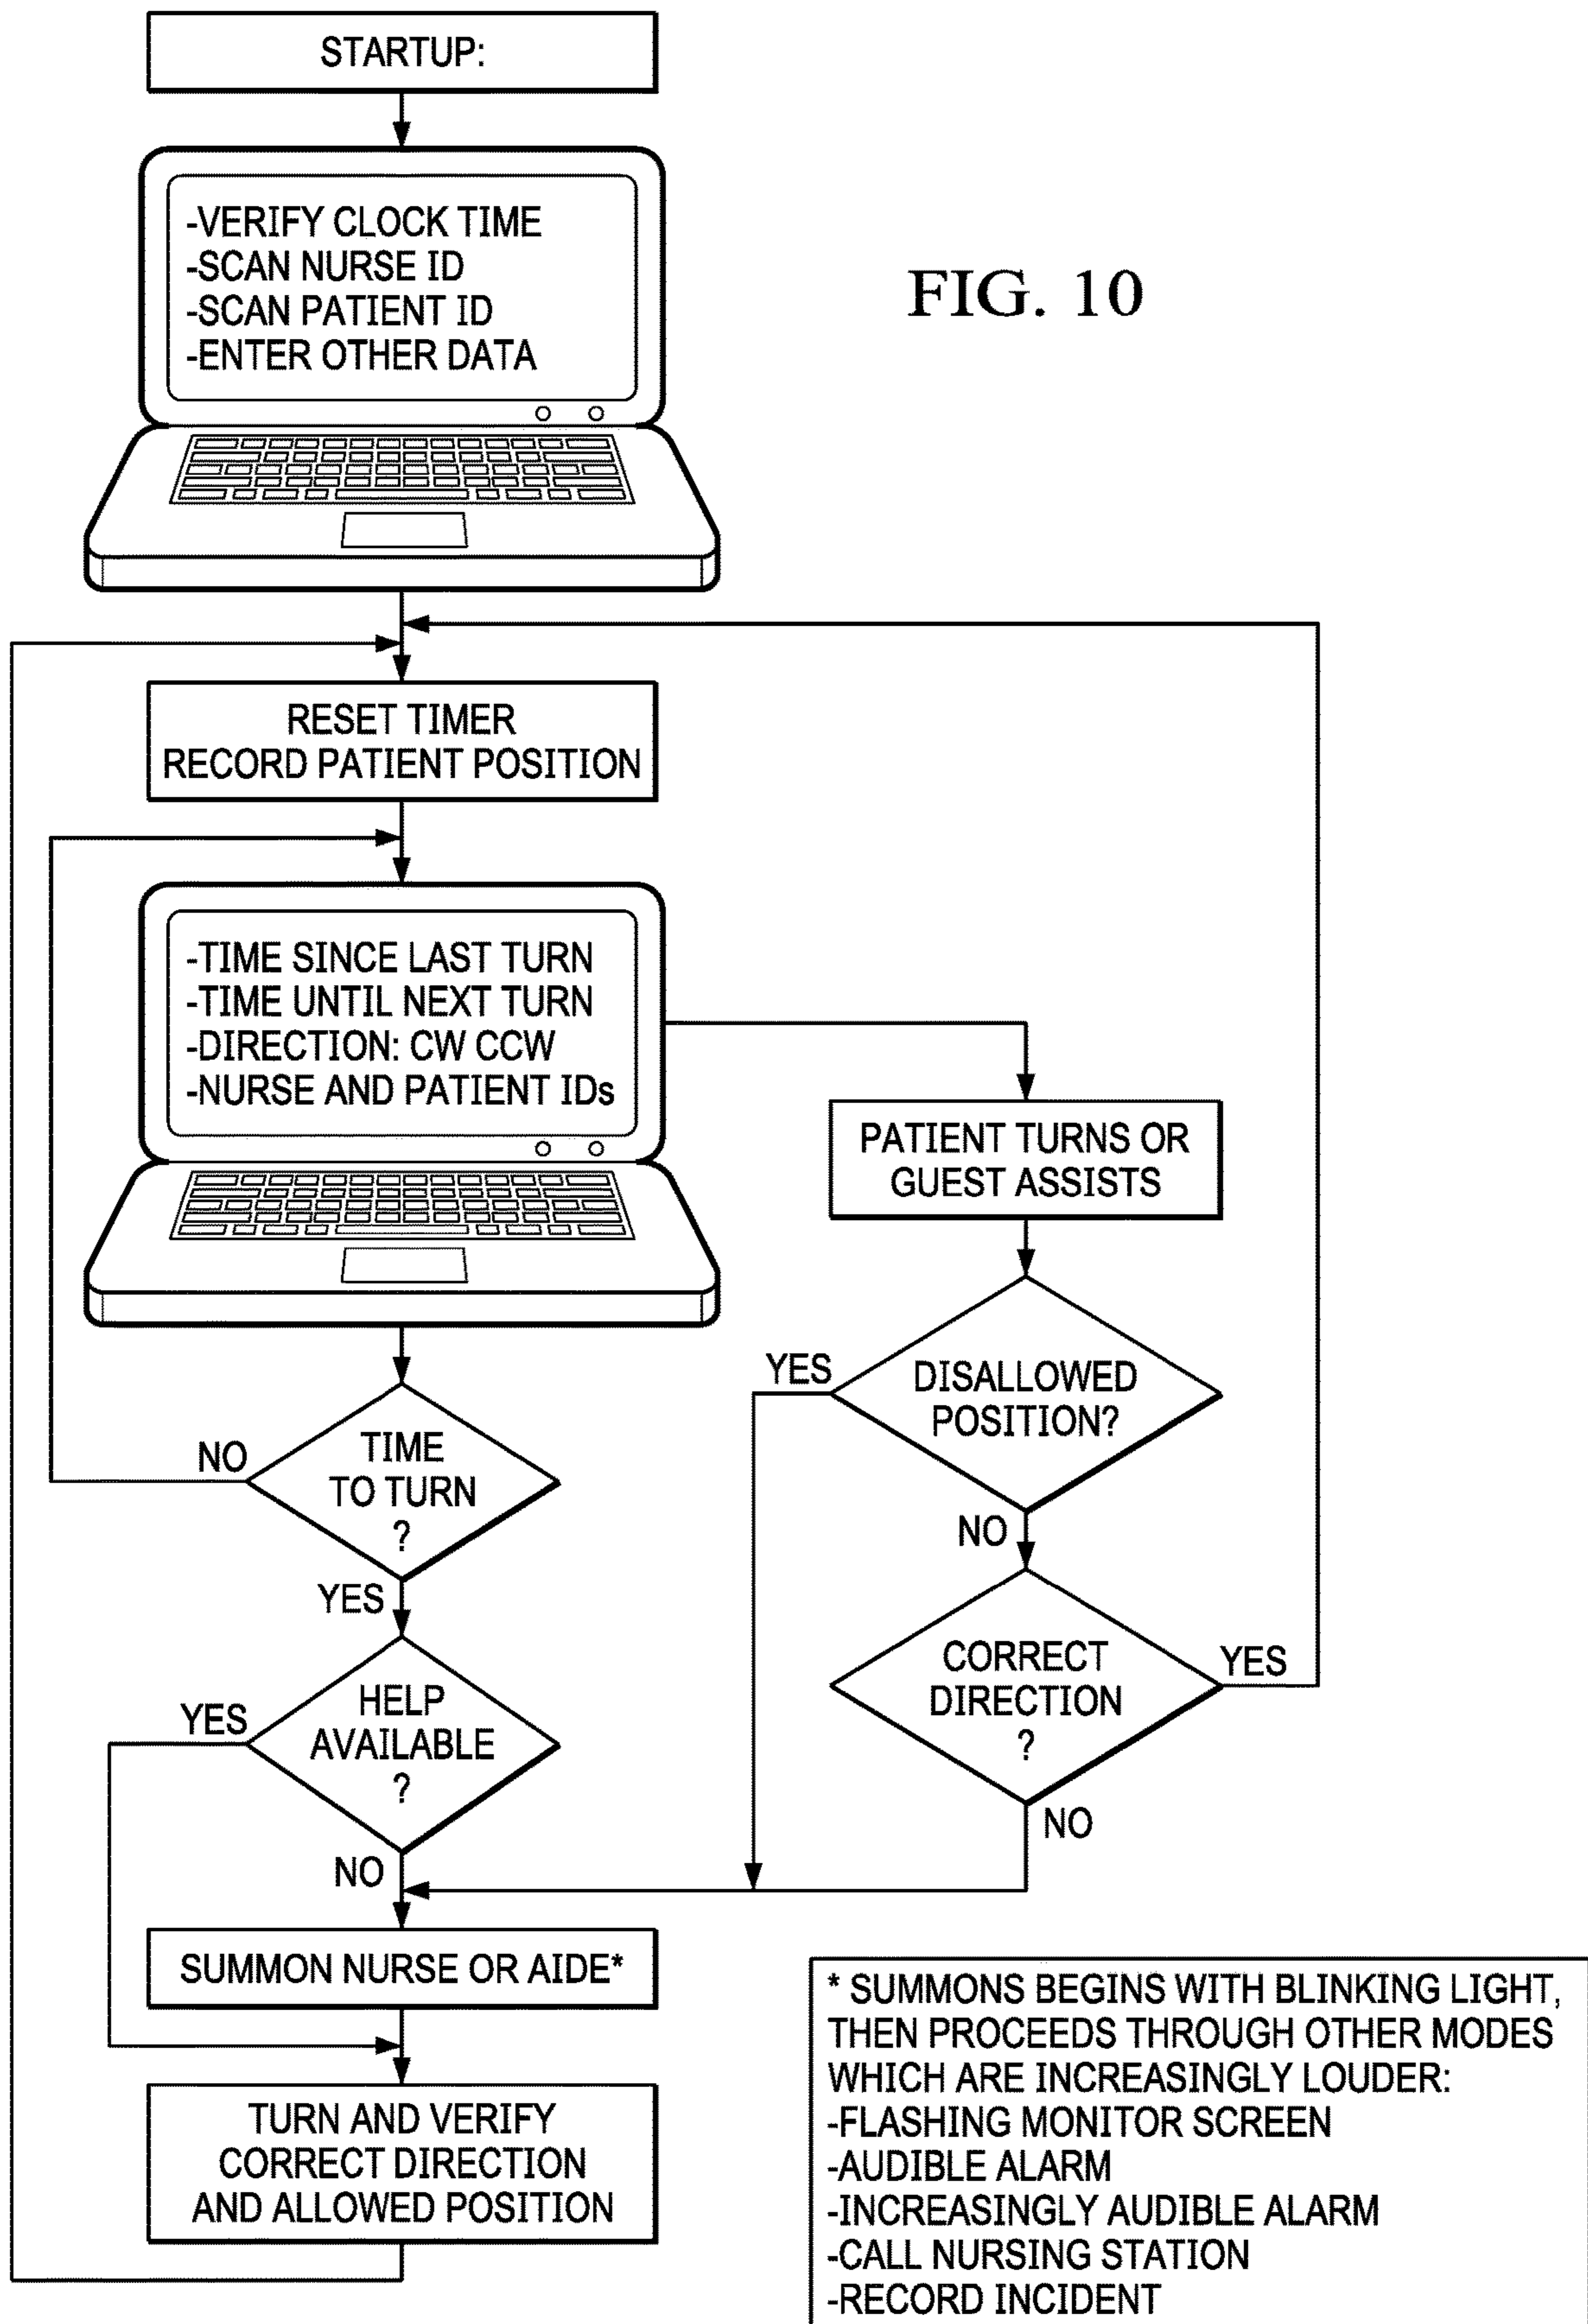 STARTUP:
-VERIFY CLOCK TIME
-SCAN NURSE ID
-SCAN PATIENT ID
-ENTER OTHER DATA
FIG. 10
RESET TIMER
RECORD PATIENT POSITION
-TIME SINCE LAST TURN
-TIME UNTIL NEXT TURN
-DIRECTION: CW CCW
-NURSE AND PATIENT IDs
PATIENT TURNS OR
GUEST ASSISTS
YES
DISALLOWED
POSITION?
NO
TIME
TO TURN
?
NO
YES
CORRECT
DIRECTION
?
YES
YES
HELP
AVAILABLE
?
NO
NO
SUMMON NURSE OR AIDE*
TURN AND VERIFY
CORRECT DIRECTION
AND ALLOWED POSITION
* SUMMONS BEGINS WITH BLINKING LIGHT,
THEN PROCEEDS THROUGH OTHER MODES
WHICH ARE INCREASINGLY LOUDER:
-FLASHING MONITOR SCREEN
-AUDIBLE ALARM
-INCREASINGLY AUDIBLE ALARM
-CALL NURSING STATION
-RECORD INCIDENT